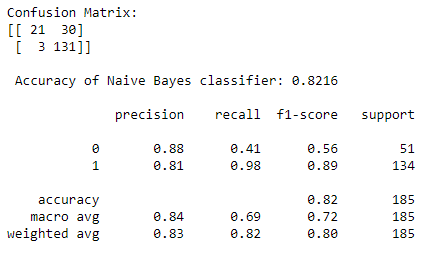 Confusion Matrix:
[[ 21  30]
 [  3 131]]
Accuracy of Naive Bayes classifier: 0.8216
precision recall f1-score support
0 0.88 0.41 0.56 51
1 0.81 0.98 0.89 134
accuracy 0.82 185
macro avg 0.84 0.69 0.72 185
weighted avg 0.83 0.82 0.80 185